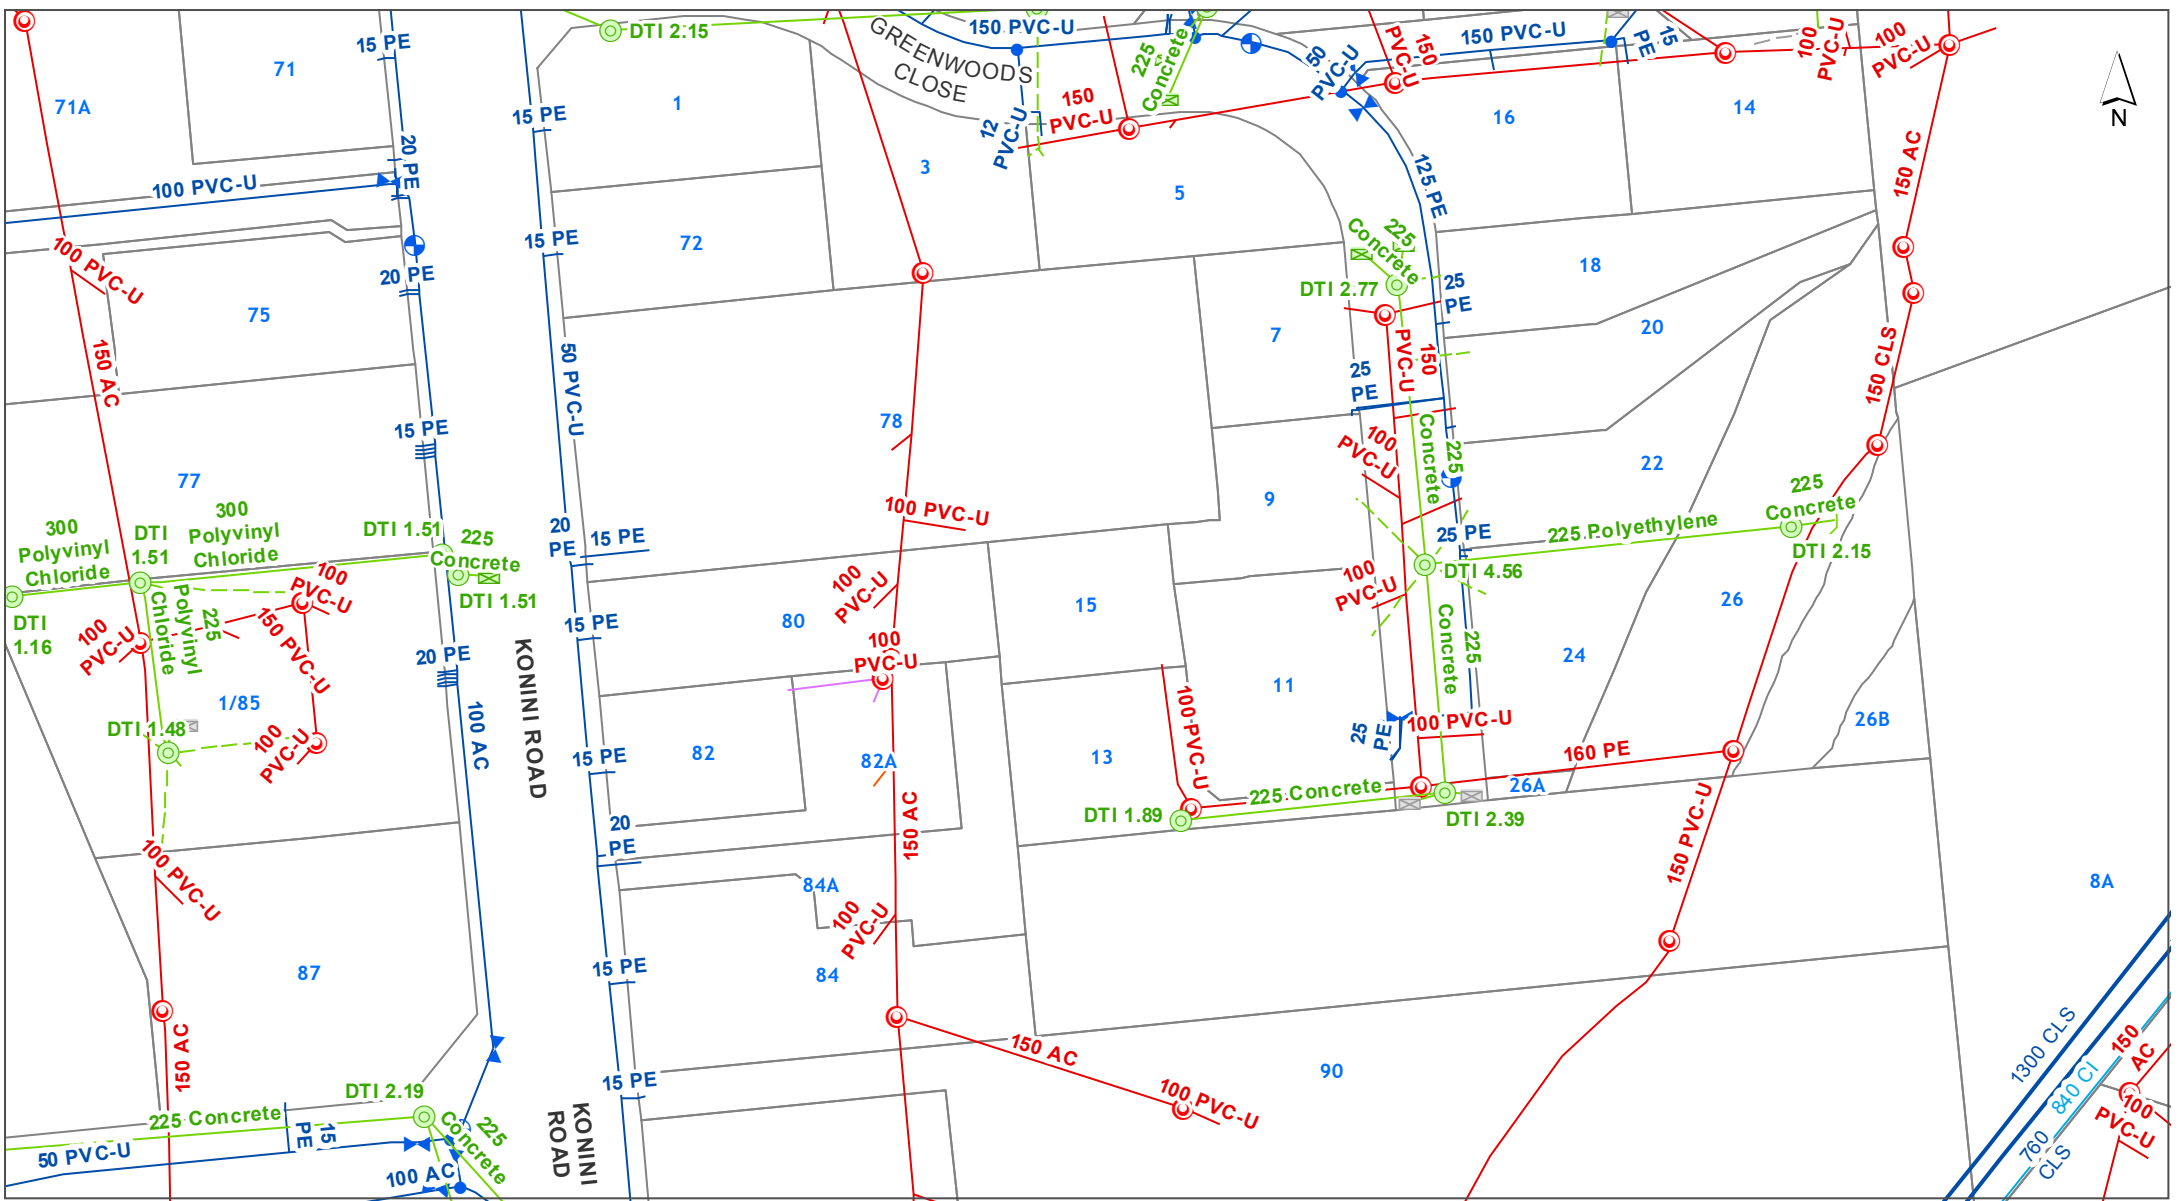 15 PE
71
71A
20 PE
100 PVC-U
100 PVC-U
20 PE
75
150 AC
15 PE
77
300
Polyvinyl
Chloride
DTI
1.51
300
Polyvinyl
Chloride
DTI 1.51
225
Concrete
DTI 1.51
DTI
1.16
100
PVC-U
225
Polyvinyl
Chloride
100
PVC-U
150 PVC-U
20 PE
1/85
DTI 1.48
100
PVC-U
100 AC
100 PVC-U
87
150 AC
DTI 2.19
225 Concrete
225
Concrete
15
PE
50 PVC-U
100 AC
KONINI ROAD
KONINI
ROAD
DTI 2.15
15 PE
1
15 PE
72
50 PVC-U
20
PE
15 PE
15 PE
15 PE
20
PE
15 PE
15 PE
GREENWOODS
CLOSE
150 PVC-U
225
Concrete
12
PVC-U
150
PVC-U
3
5
50
PVC-U
150
PVC-U
150 PVC-U
15
PE
100
PVC-U
100
PVC-U
16
14
N
125 PE
150 AC
225
Concrete
DTI 2.77
25
PE
18
20
7
150
PVC-U
25
PE
150 CLS
78
100 PVC-U
100
PVC-U
225
Concrete
22
9
25 PE
225 Polyethylene
225
Concrete
DTI 2.15
DTI 4.56
100
PVC-U
100
PVC-U
80
15
225
Concrete
26
24
100
PVC-U
11
100 PVC-U
25
PE
100 PVC-U
26B
82
82A
13
160 PE
26A
225 Concrete
DTI 1.89
DTI 2.39
150 AC
150 PVC-U
84A
100
PVC-U
8A
84
150 AC
100 PVC-U
90
1300 CLS
840 CI
760
CLS
150
AC
100
PVC-U